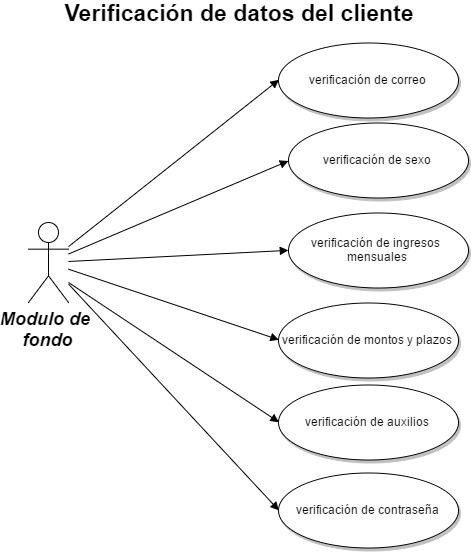 Verificación de datos del cliente
verificación de correo
verificación de sexo
verificación de ingresos
mensuales
Modulo de
fondo
verificación de montos y plazos
verificación de auxilios
verificación de contraseña